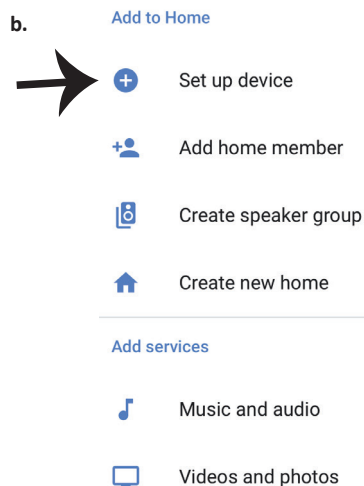 b.
Add to Home
Set up device
Add home member
Create speaker group
Create new home
Add services
Music and audio
Videos and photos